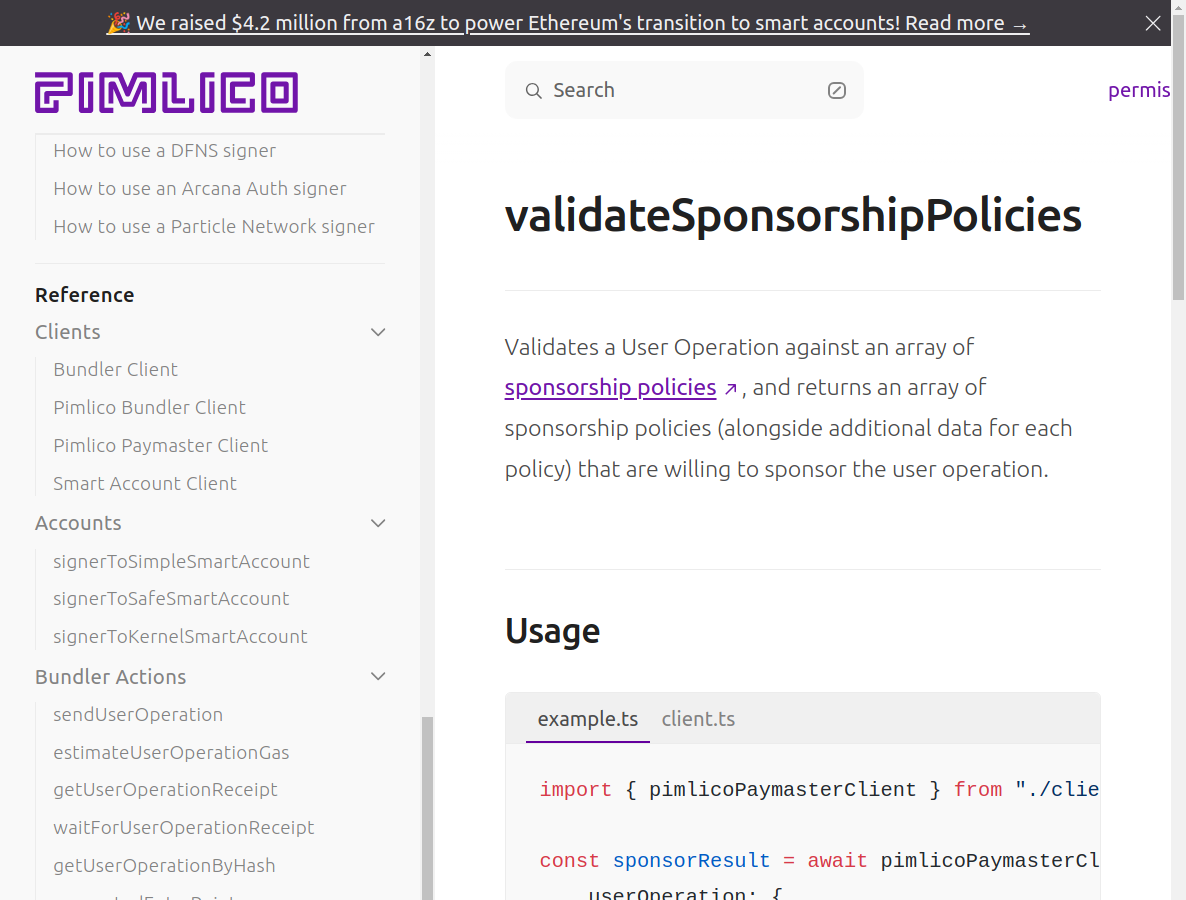 🎉 We raised $4.2 million from a16z to power Ethereum's transition to smart accounts! Read more →
PIMLICO
How to use a DFNS signer
How to use an Arcana Auth signer
How to use a Particle Network signer
Reference
Clients
Bundler Client
Pimlico Bundler Client
Pimlico Paymaster Client
Smart Account Client
Accounts
signerToSimpleSmartAccount
signerToSafeSmartAccount
signerToKernelSmartAccount
Bundler Actions
sendUserOperation
estimateUserOperationGas
getUserOperationReceipt
waitForUserOperationReceipt
getUserOperationByHash
Search
permis
validateSponsorshipPolicies
Validates a User Operation against an array of
sponsorship policies ↗, and returns an array of
sponsorship policies (alongside additional data for each
policy) that are willing to sponsor the user operation.
Usage
example.ts client.ts
import { pimlicoPaymasterClient } from "./clie
const sponsorResult = await pimlicoPaymasterCl
userOperation: {